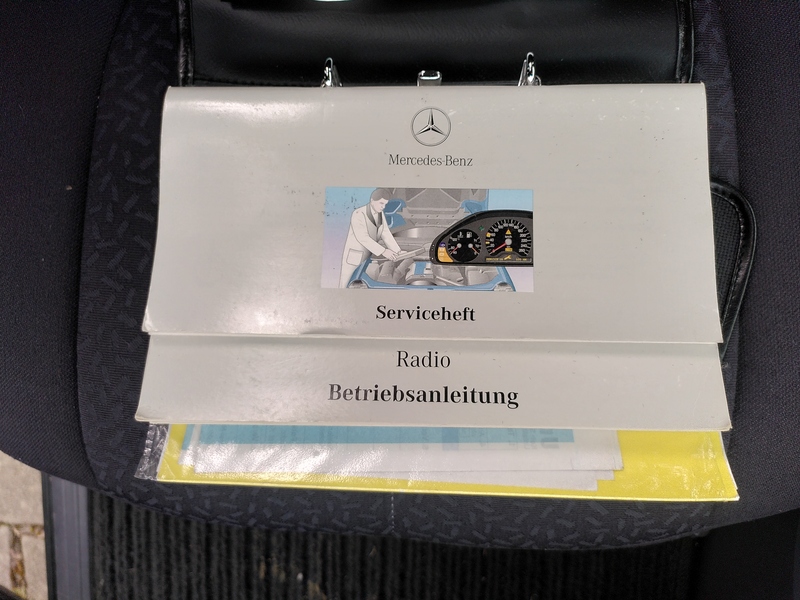 Mercedes-Benz
Serviceheft
Radio
Betriebsanleitung